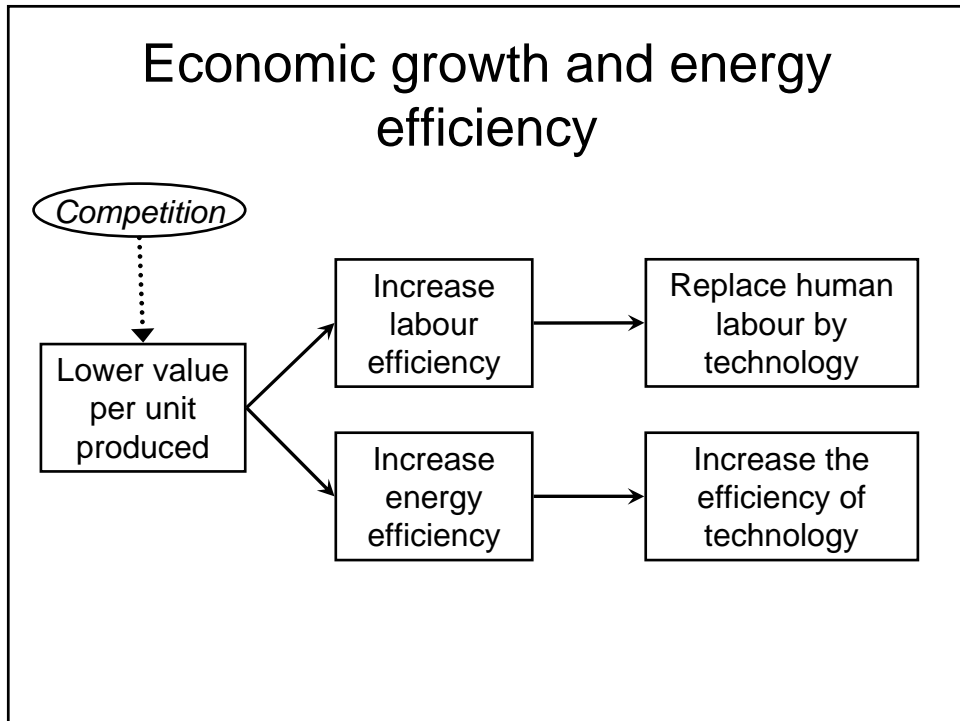 Economic growth and energy
efficiency
Competition
Lower value
per unit
produced
Increase
labour
efficiency
Replace human
labour by
technology
Increase
energy
efficiency
Increase the
efficiency of
technology